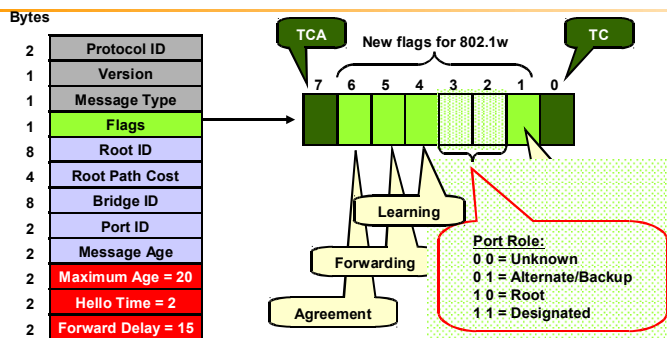 Bytes
2 Protocol ID
1 Version
1 Message Type
1 Flags
8 Root ID
4 Root Path Cost
8 Bridge ID
2 Port ID
2 Message Age
2 Maximum Age = 20
2 Hello Time = 2
2 Forward Delay = 15
TCA
New flags for 802.1w
TC
7 6 5 4 3 2 1 0
Learning
Forwarding
Agreement
Port Role:
0 0 = Unknown
0 1 = Alternate/Backup
1 0 = Root
1 1 = Designated